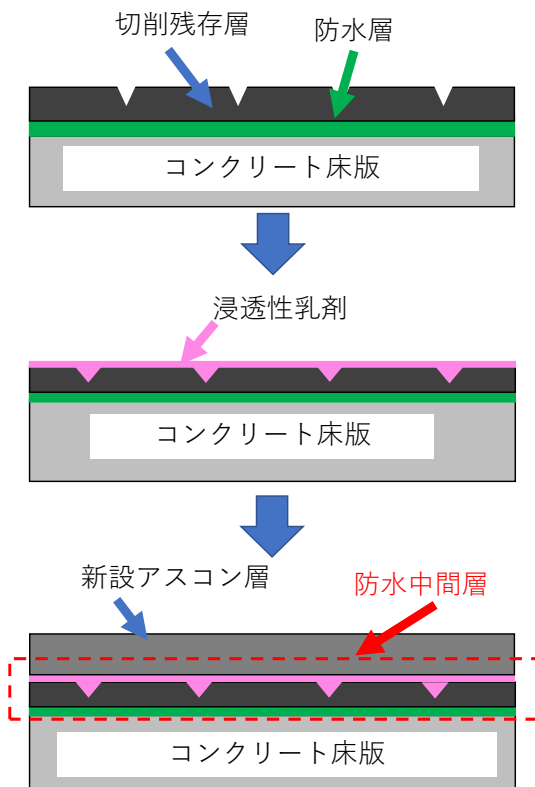 切削残存層
防水層
コンクリート床版
浸透性乳剤
コンクリート床版
新設アスコン層
防水中間層
コンクリート床版